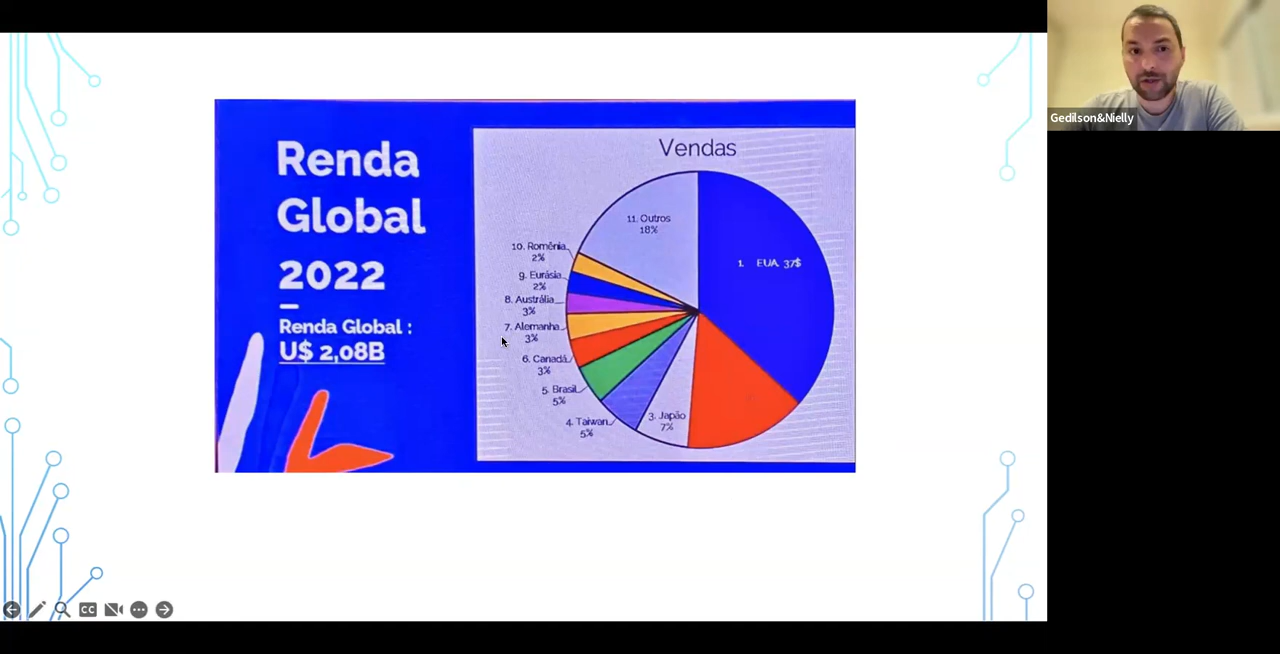 Renda
Global
2022
Renda Global :
U$ 2,08B
Vendas
11. Outros
18%
1. EUA. 37$
10. Romênia
2%
9. Eurásia
2%
8. Austrália
3%
7. Alemanha
3%
6. Canadá
3%
5. Brasil
5%
4. Taiwan
5%
3. Japão
7%
Gedilson&Nielly
CC